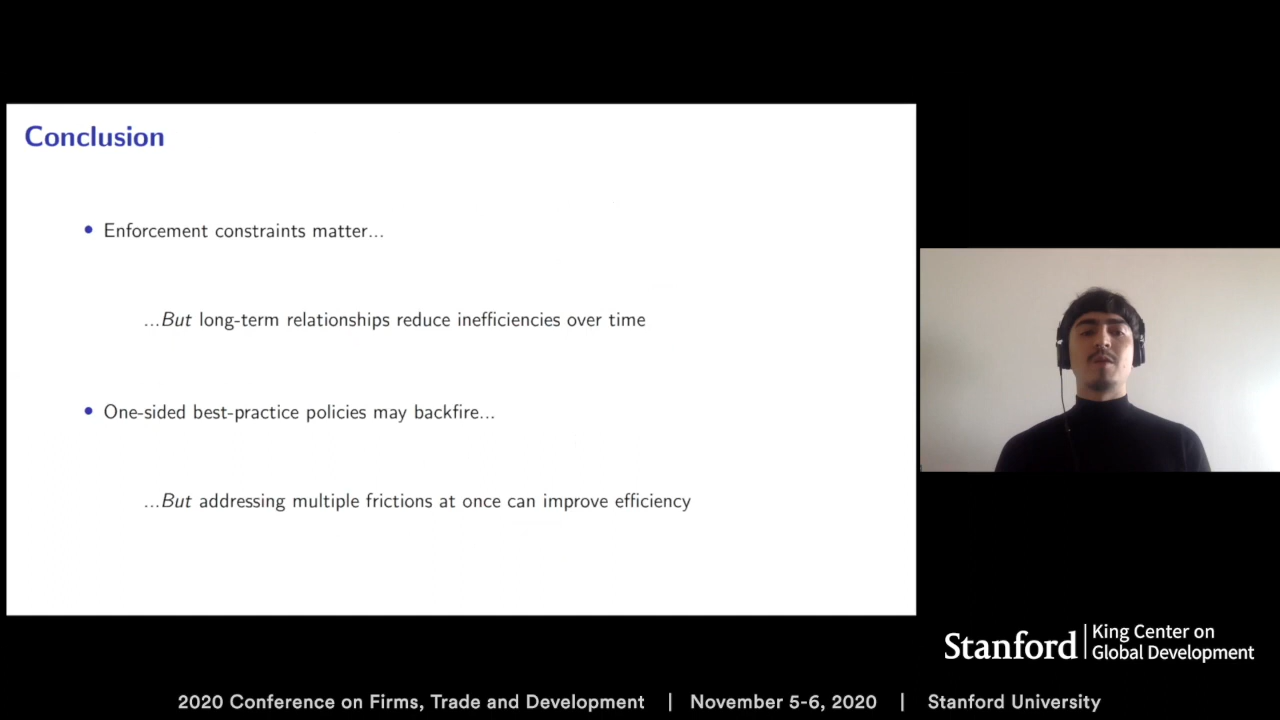 Conclusion
• Enforcement constraints matter...
...But long-term relationships reduce inefficiencies over time
• One-sided best-practice policies may backfire...
...But addressing multiple frictions at once can improve efficiency
Stanford | King Center on
Global Development
2020 Conference on Firms, Trade and Development | November 5-6, 2020 | Stanford University